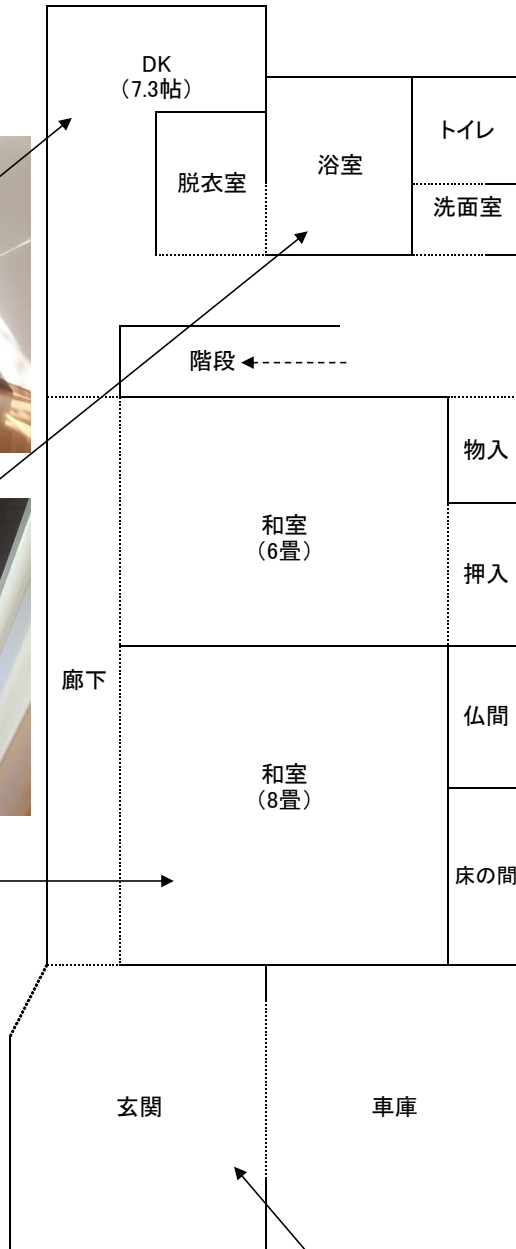 DK
（7.3帖）
トイレ
浴室
脱衣室
洗面室
階段
物入
和室
（6畳）
押入
廊下
仏間
和室
（8畳）
床の間
玄関
車庫